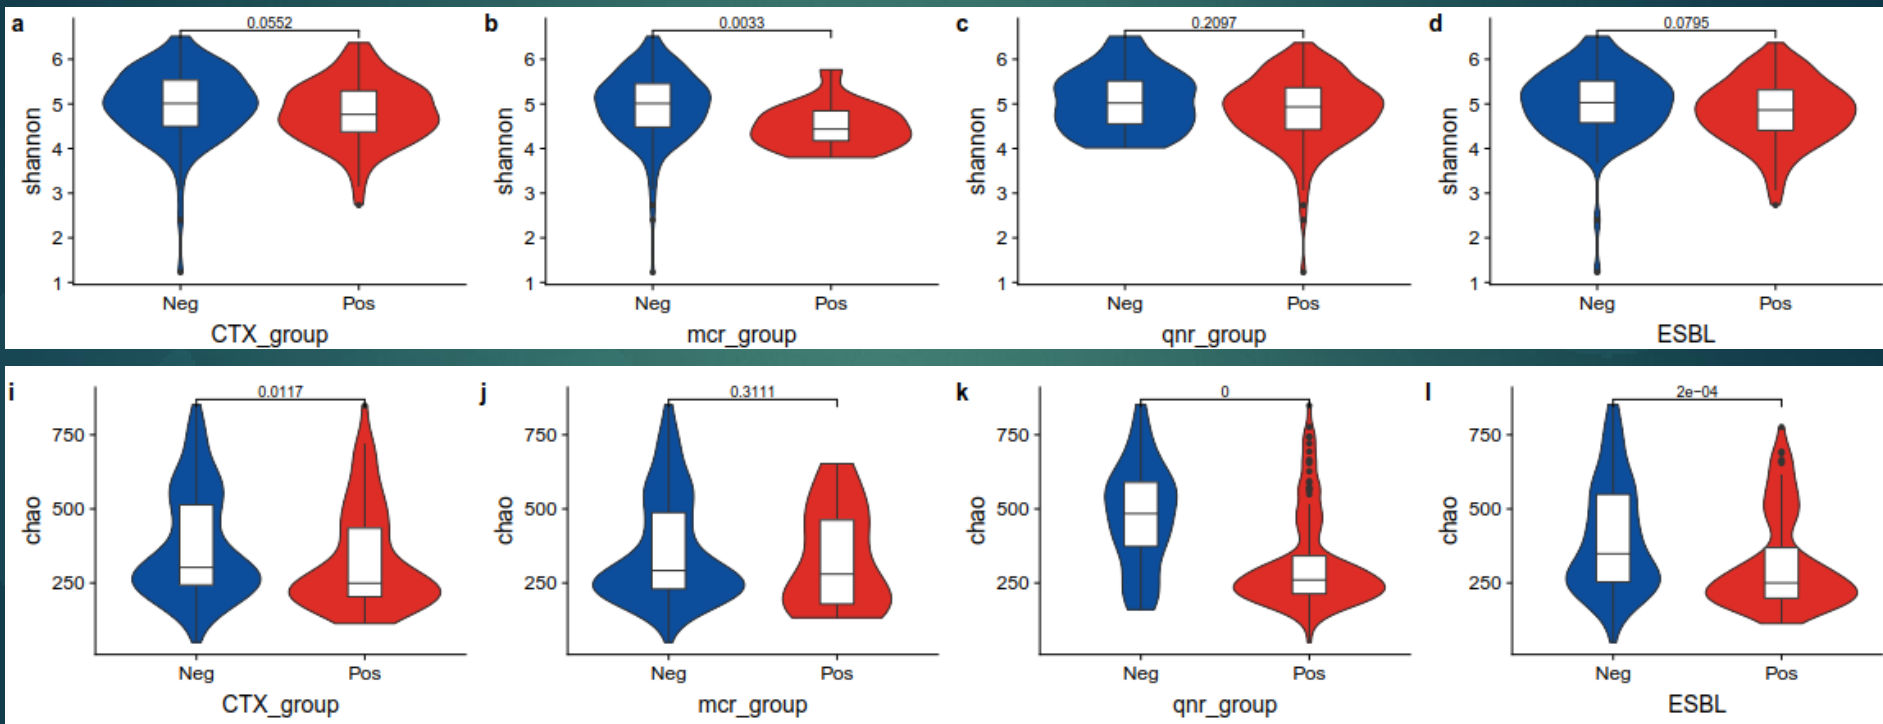 a
0.0552
shannon
6
5
4
3
2
1
Neg
Pos
CTX_group
b
0.0033
shannon
6
5
4
3
2
1
Neg
Pos
mcr_group
c
0.2097
shannon
6
5
4
3
2
1
Neg
Pos
qnr_group
d
0.0795
shannon
6
5
4
3
2
1
Neg
Pos
ESBL
i
0.0117
chao
750
500
250
Neg
Pos
CTX_group
j
0.3111
chao
750
500
250
Neg
Pos
mcr_group
k
0
chao
750
500
250
Neg
Pos
qnr_group
l
2e−04
chao
750
500
250
Neg
Pos
ESBL